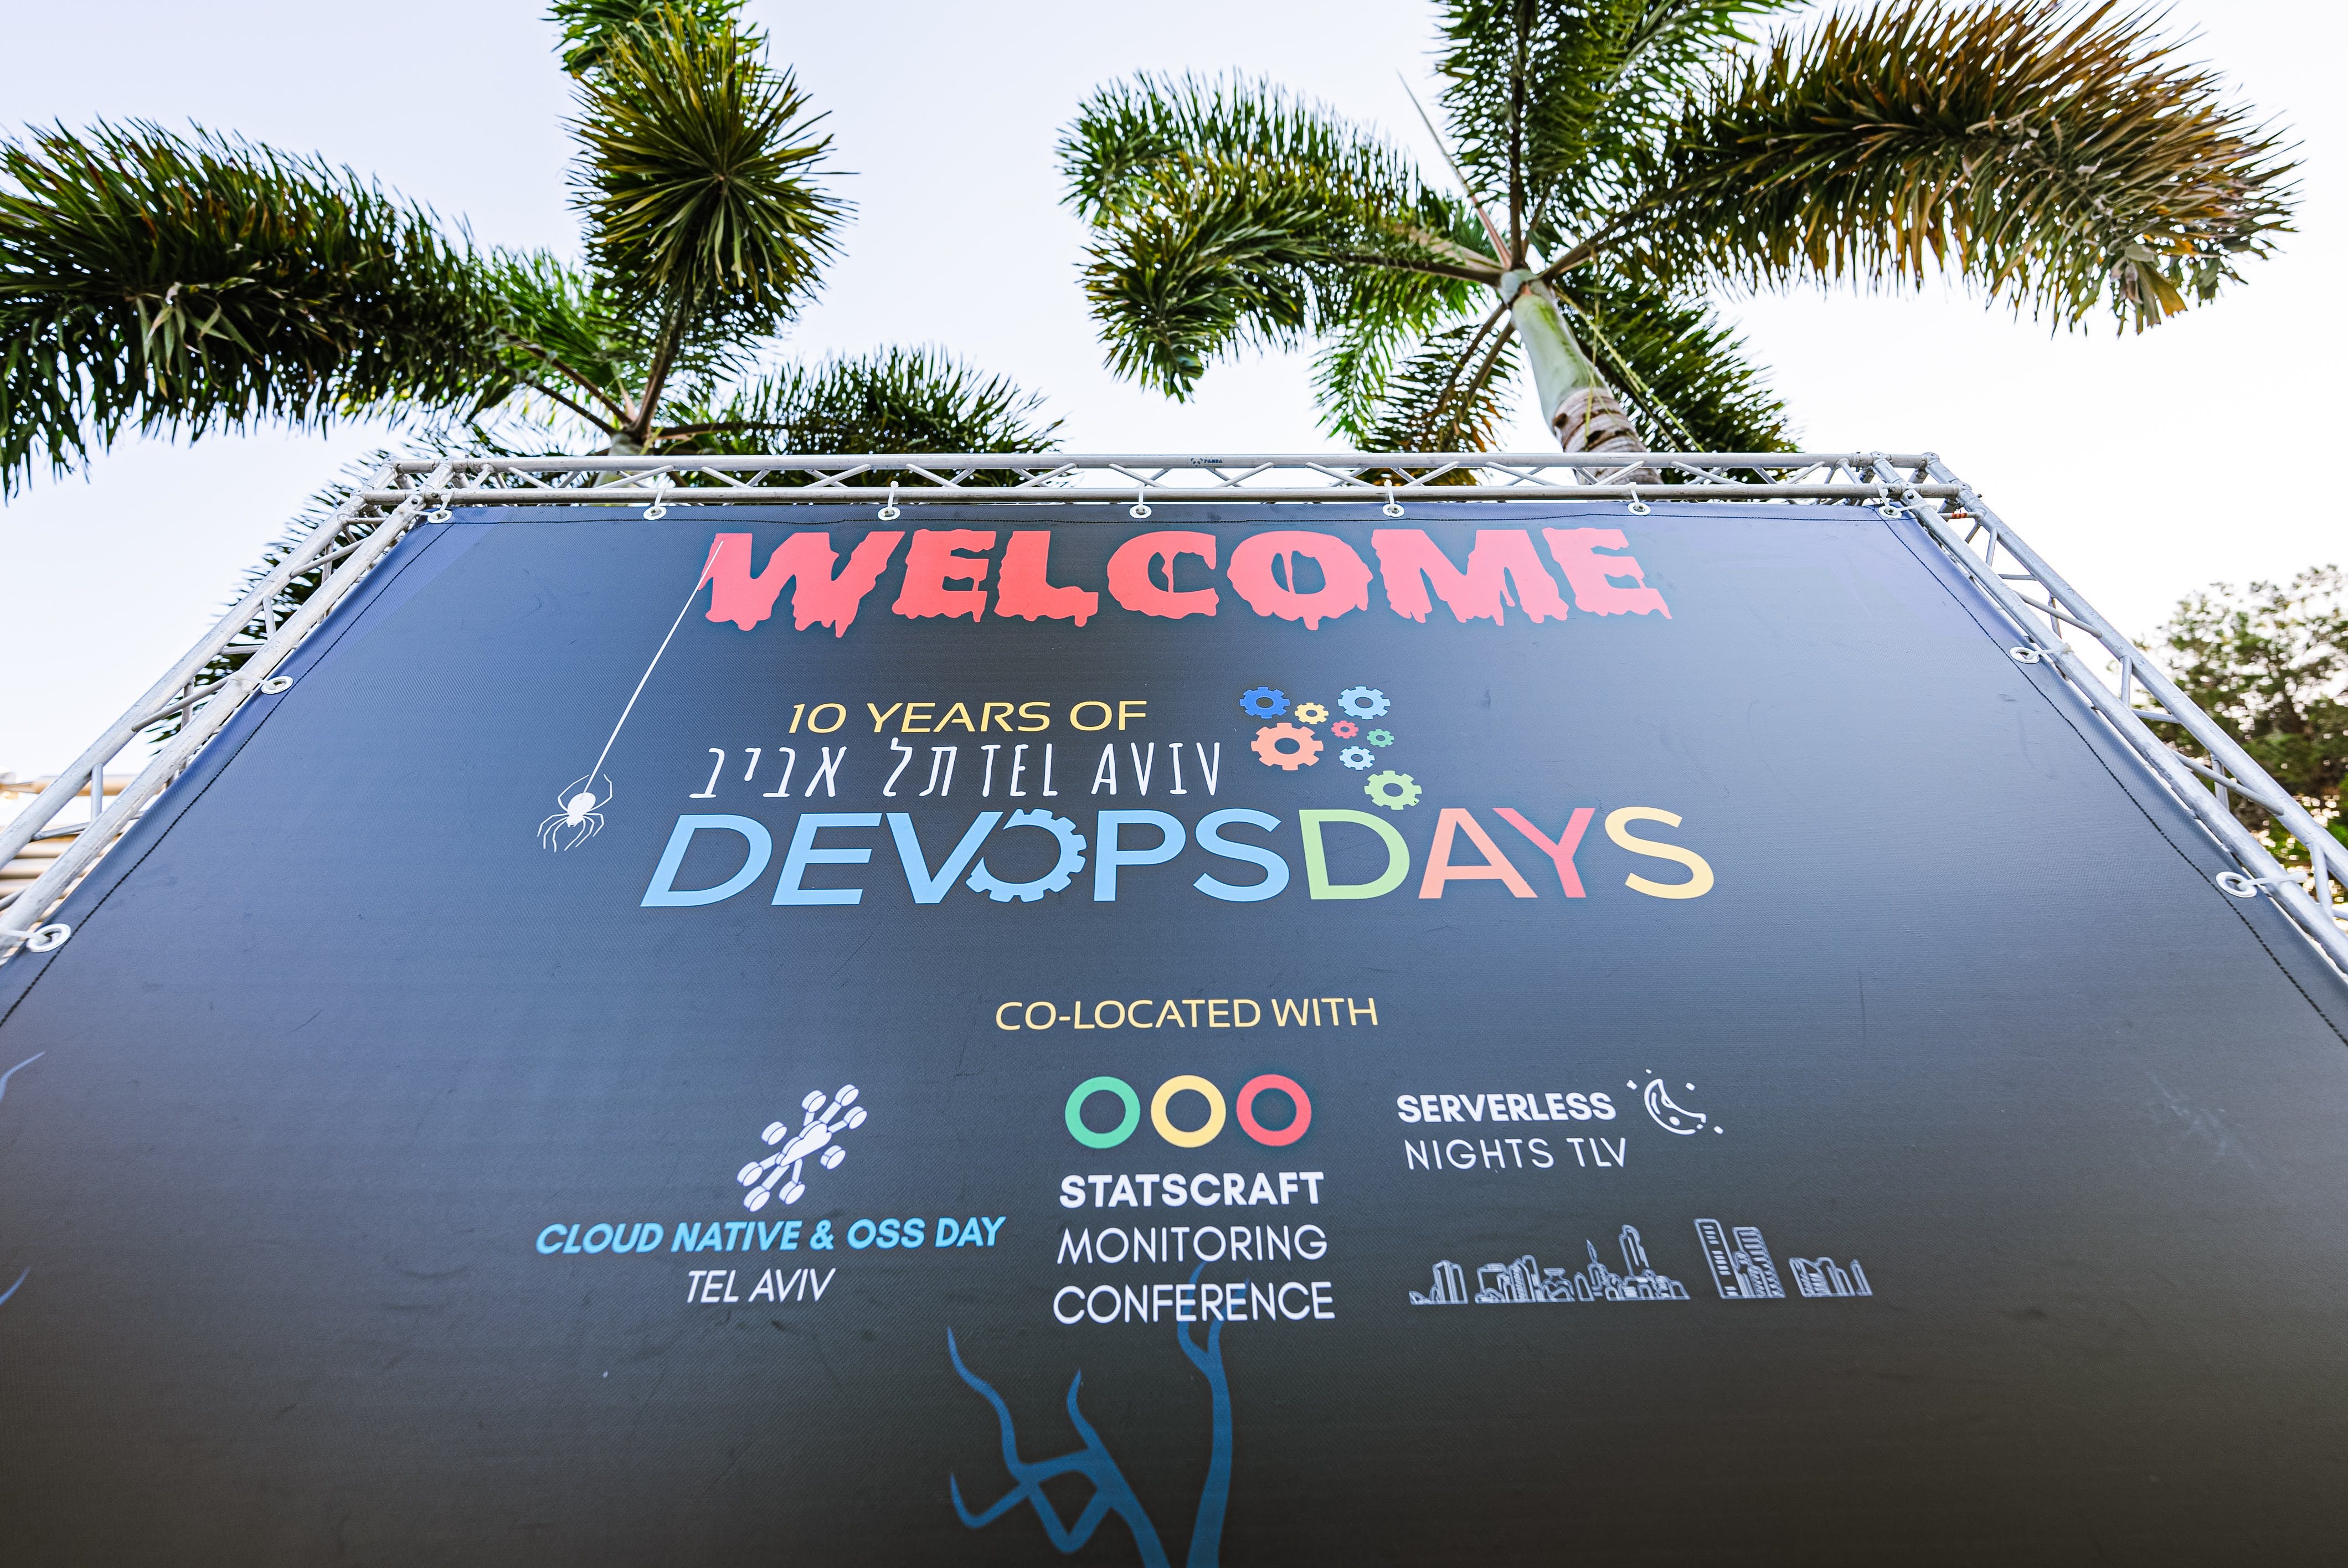 WELCOME
10 YEARS OF
תל אביב TEL AVIV
DEVOPSDAYS
CO-LOCATED WITH
CLOUD NATIVE & OSS DAY
TEL AVIV
STATSCRAFT
MONITORING
CONFERENCE
SERVERLESS
NIGHTS TLV